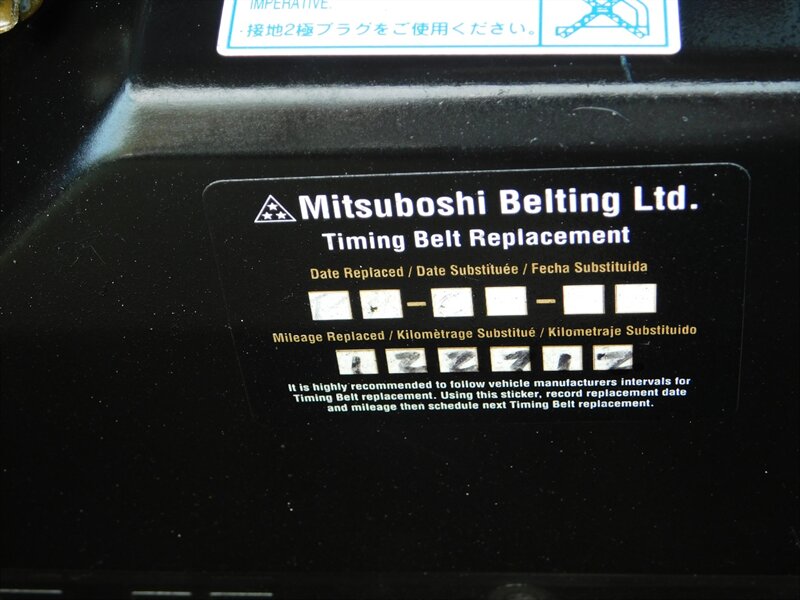 IMPERATIVE.
・接地2極プラグをご使用ください。
Mitsuboshi Belting Ltd.
Timing Belt Replacement
Date Replaced / Date Substituée / Fecha Substituida
Mileage Replaced / Kilomètrage Substitué / Kilometraje Substituido
It is highly recommended to follow vehicle manufacturers intervals for
Timing Belt replacement. Using this sticker, record replacement date
and mileage then schedule next Timing Belt replacement.